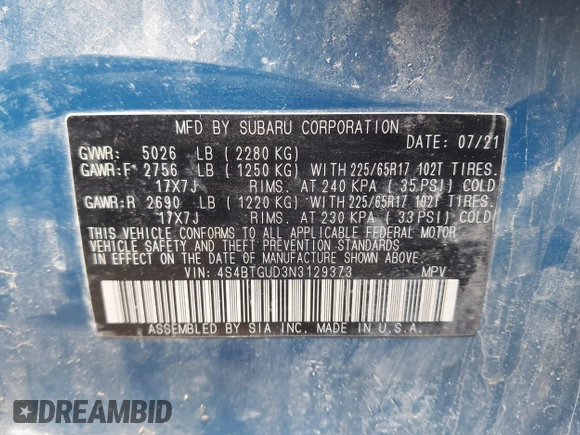 MFD BY SUBARU CORPORATION
DATE: 07/21
GVWR: 5026 LB (2280 KG)
GAWR:F* 2756 LB (1250 KG) WITH 225/65R17 102T TIRES.
17X7J RIMS. AT 240 KPA (35 PSI) COLD
GAWR:R 2690 LB (1220 KG) WITH 225/65R17 102T TIRES.
17X7J RIMS. AT 230 KPA (33 PSI) COLD
THIS VEHICLE CONFORMS TO ALL APPLICABLE FEDERAL MOTOR
VEHICLE SAFETY AND THEFT PREVENTION STANDARDS
IN EFFECT ON THE DATE OF MANUFACTURE SHOWN ABOVE.
VIN: 4S4BTGUD3N3129373 MPV
ASSEMBLED BY SIA INC. MADE IN U.S.A.
DREAMBID